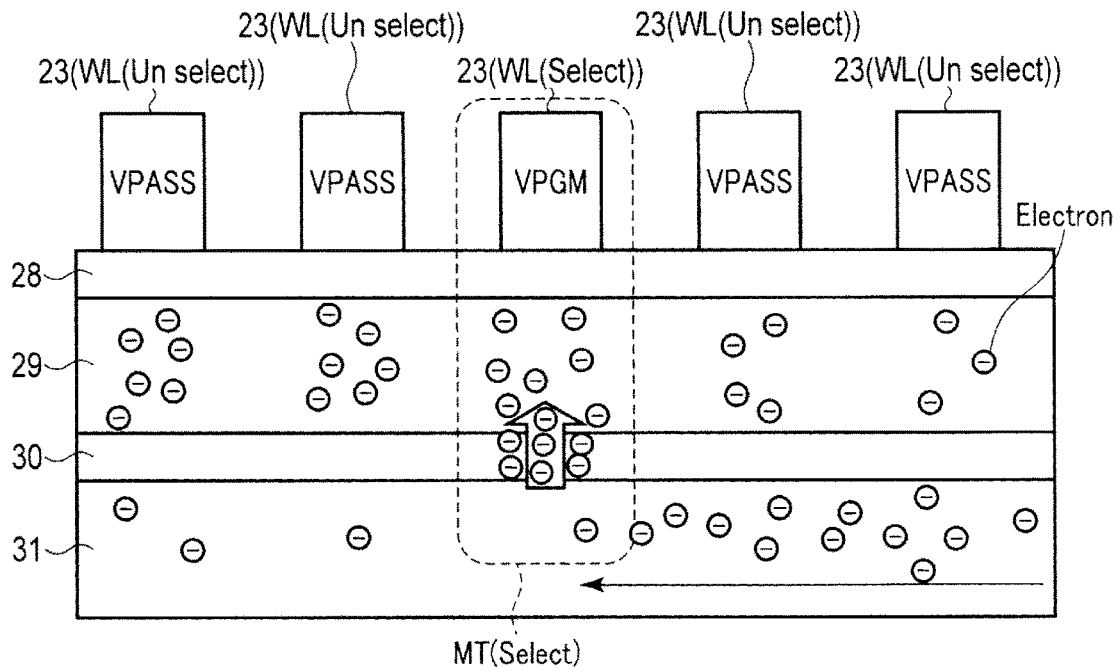 23(WL(Un select))
23(WL(Un select))
23(WL(Un select))
23(WL(Select))
23(WL(Un select))
VPASS
VPASS
VPGM
VPASS
VPASS
Electron
28
29
30
31
MT(Select)